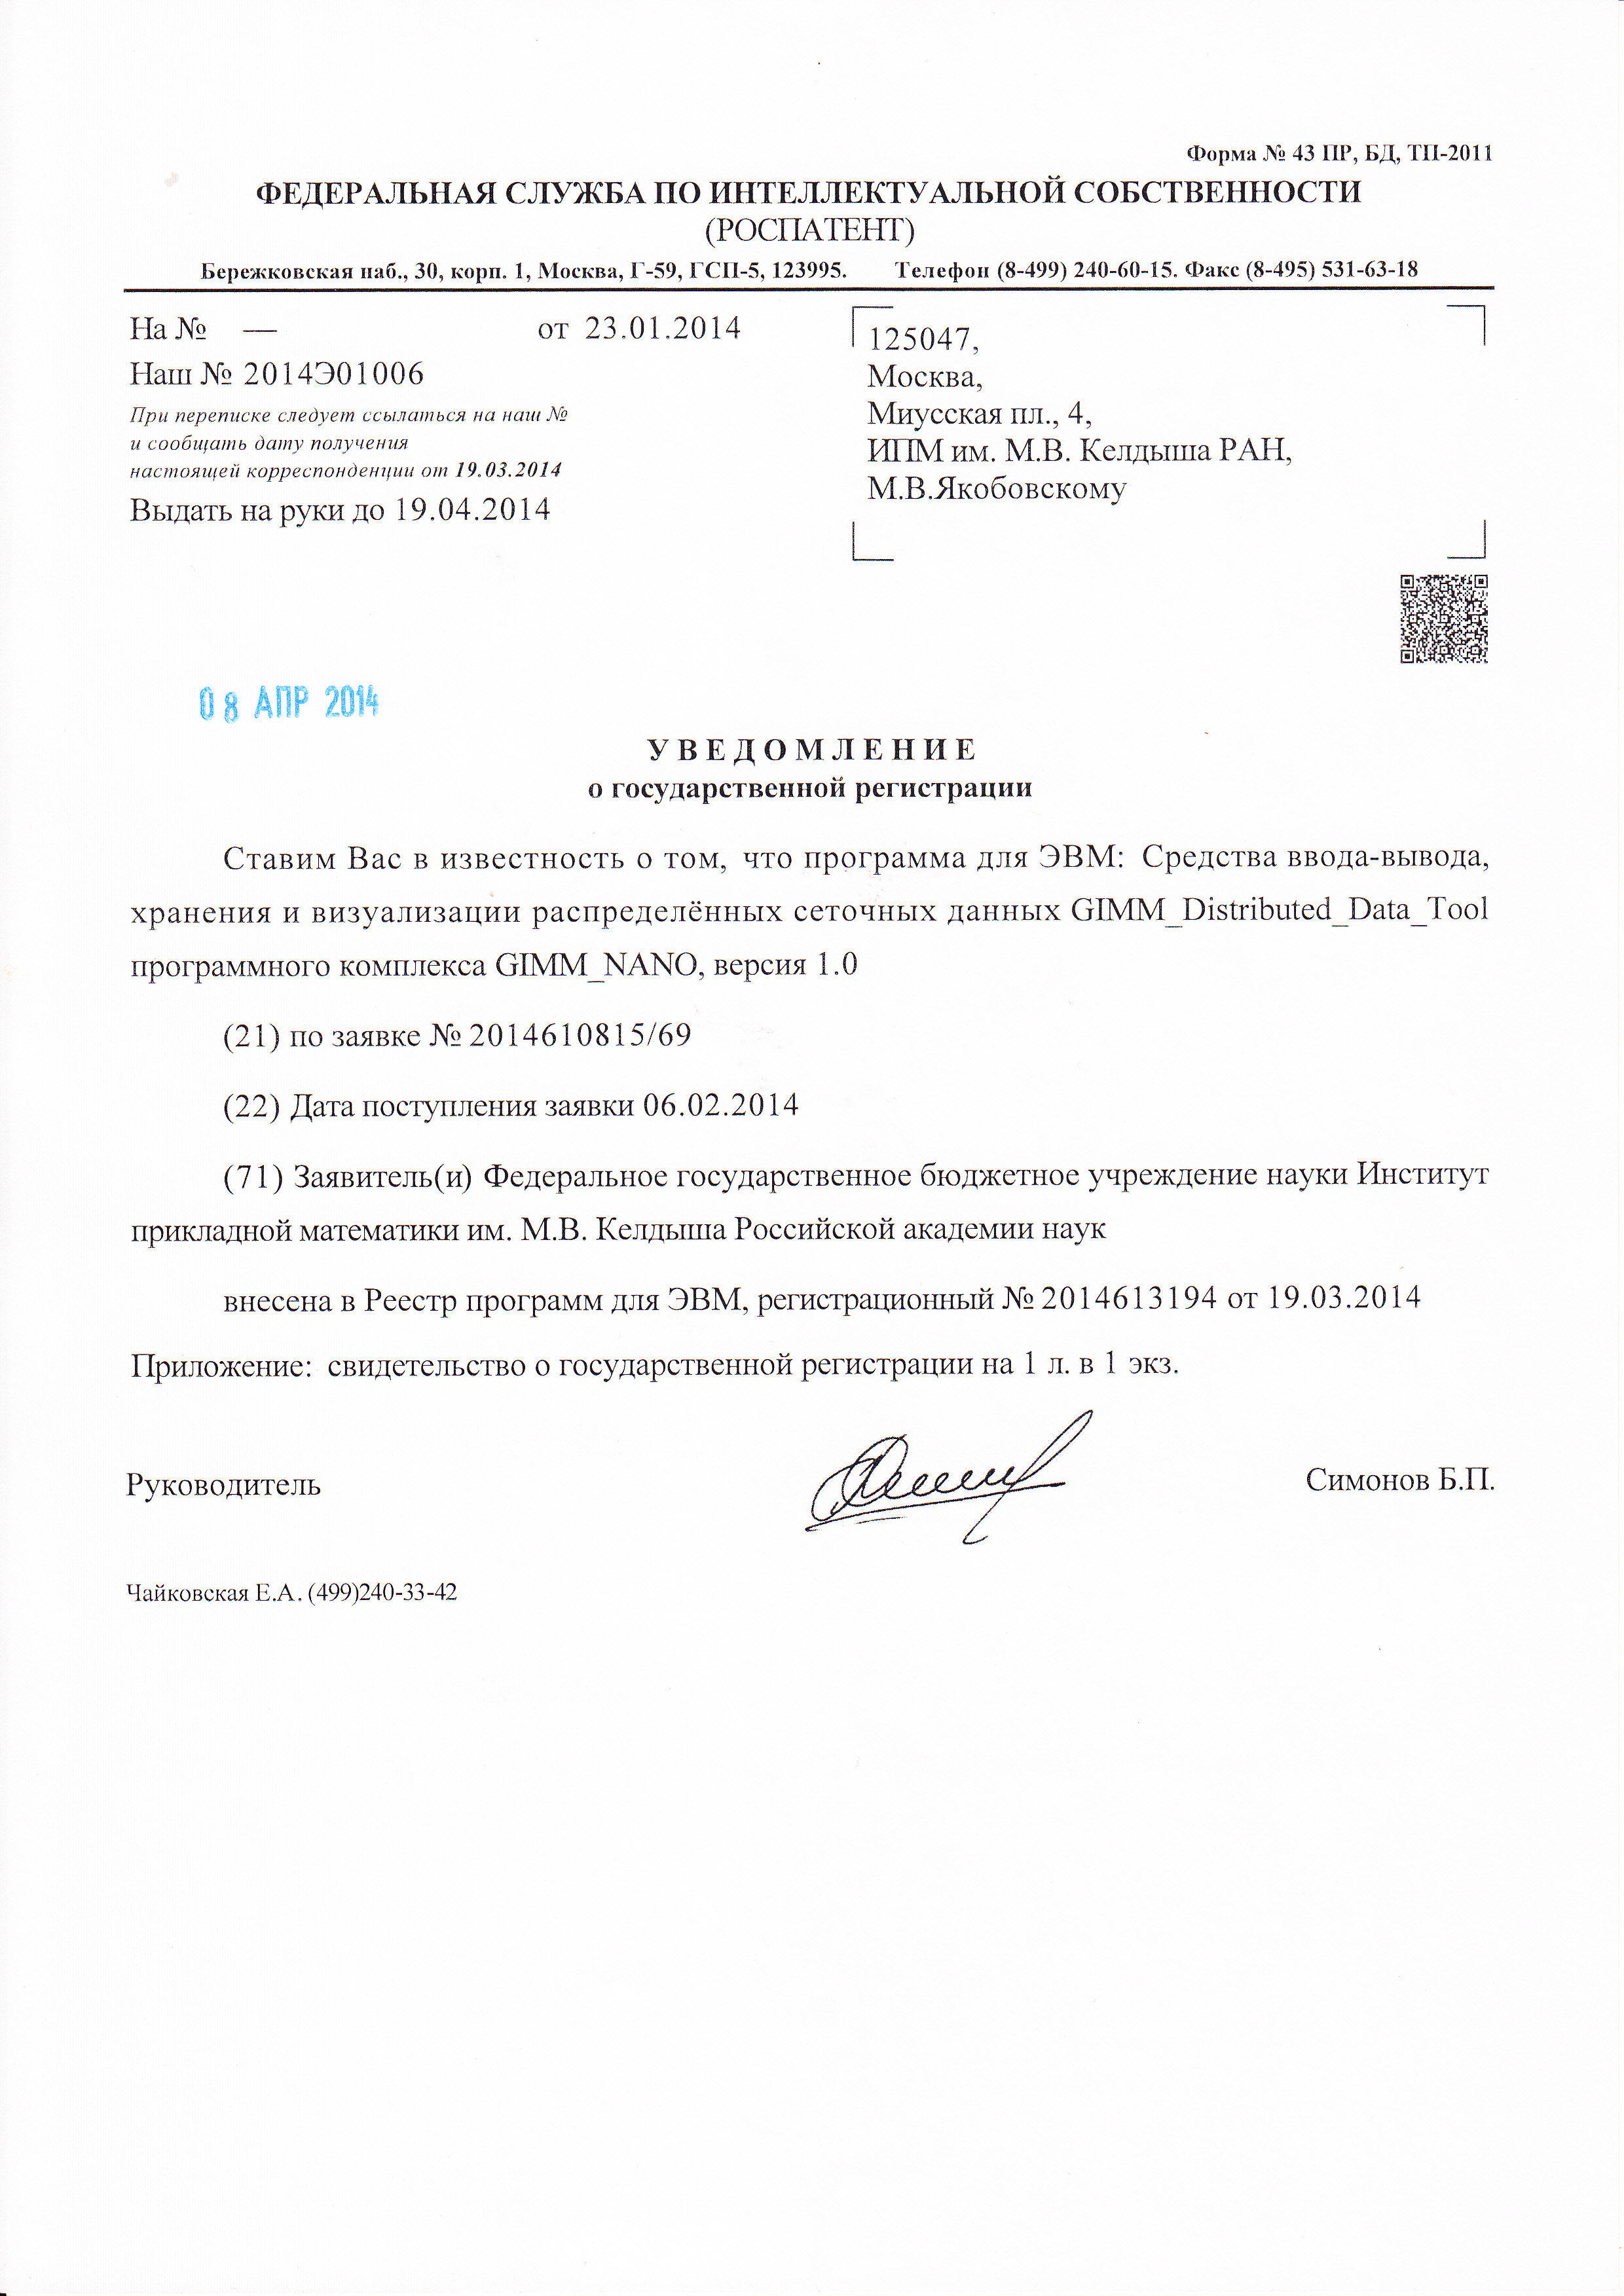 Форма № 43 ПР, БД, ТП-2011
ФЕДЕРАЛЬНАЯ СЛУЖБА ПО ИНТЕЛЛЕКТУАЛЬНОЙ СОБСТВЕННОСТИ
(РОСПАТЕНТ)
Бережковская наб., 30, корп. 1, Москва, Г-59, ГСП-5, 123995. Телефон (8-499) 240-60-15. Факс (8-495) 531-63-18
На № — от 23.01.2014
Наш № 2014Э01006
При переписке следует ссылаться на наш №
и сообщать дату получения
настоящей корреспонденции от 19.03.2014
Выдать на руки до 19.04.2014
125047,
Москва,
Миусская пл., 4,
ИПМ им. М.В. Келдыша РАН,
М.В.Якобовскому
08 АПР 2014
УВЕДОМЛЕНИЕ
о государственной регистрации
Ставим Вас в известность о том, что программа для ЭВМ: Средства ввода-вывода,
хранения и визуализации распределённых сеточных данных GIMM_Distributed_Data_Tool
программного комплекса GIMM_NANO, версия 1.0
(21) по заявке № 2014610815/69
(22) Дата поступления заявки 06.02.2014
(71) Заявитель(и) Федеральное государственное бюджетное учреждение науки Институт
прикладной математики им. М.В. Келдыша Российской академии наук
внесена в Реестр программ для ЭВМ, регистрационный № 2014613194 от 19.03.2014
Приложение: свидетельство о государственной регистрации на 1 л. в 1 экз.
Руководитель
Симонов Б.П.
Чайковская Е.А. (499)240-33-42